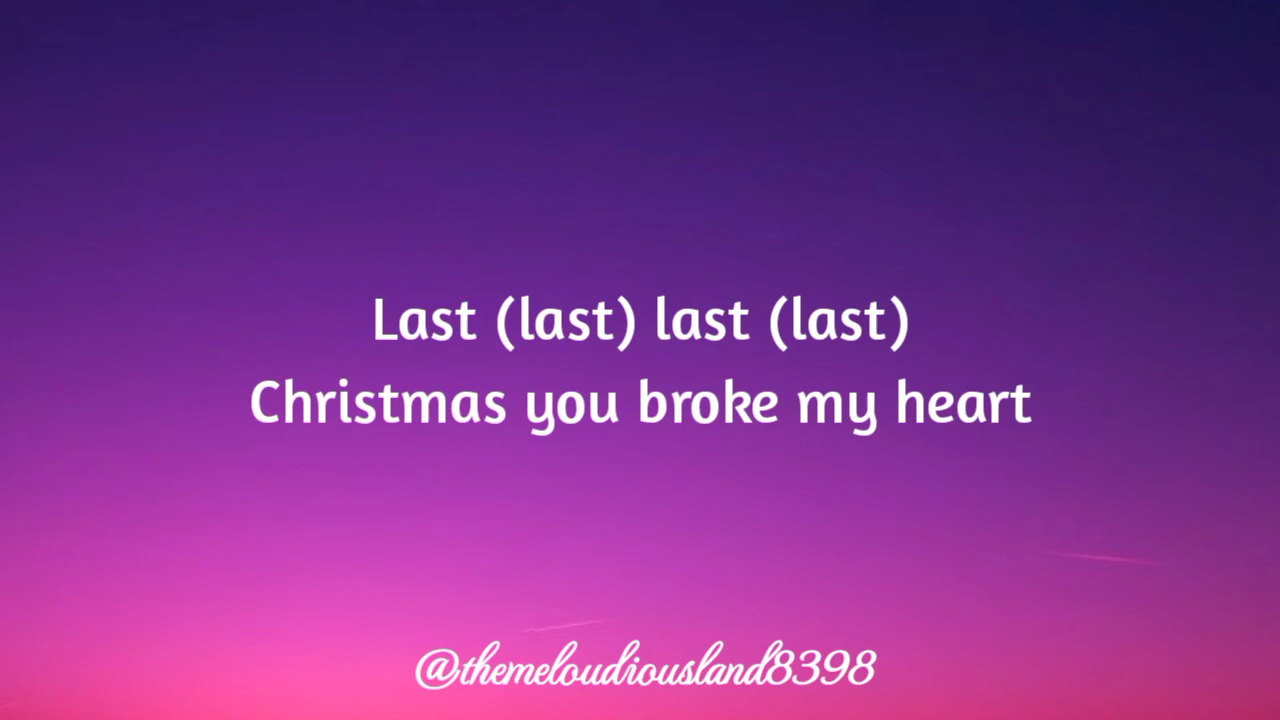 Last (last) last (last)
Christmas you broke my heart
@themeloudiousland8398